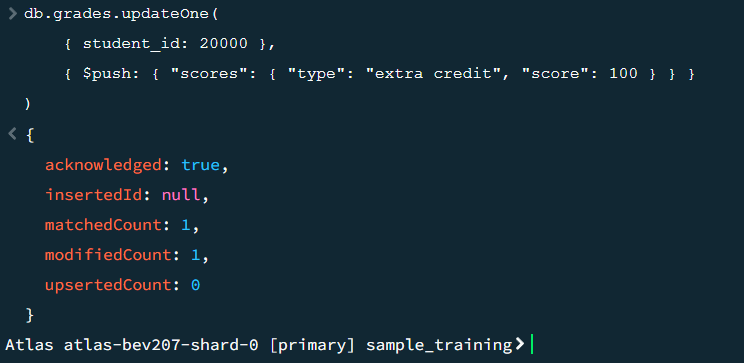 > db.grades.updateOne(
{ student_id: 20000 },
{ $push: { "scores": { "type": "extra credit", "score": 100 } } }
)
< {
acknowledged: true,
insertedId: null,
matchedCount: 1,
modifiedCount: 1,
upsertedCount: 0
}
Atlas atlas-bev207-shard-0 [primary] sample_training>